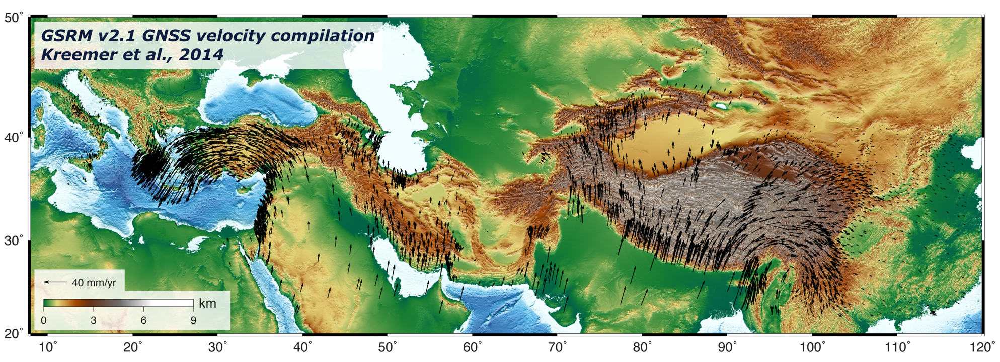 50°
GSRM v2.1 GNSS velocity compilation
Kreemer et al., 2014
40°
30°
40 mm/yr
km
0 3 6 9
20°
10° 20° 30° 40° 50° 60° 70° 80° 90° 100° 110° 120°